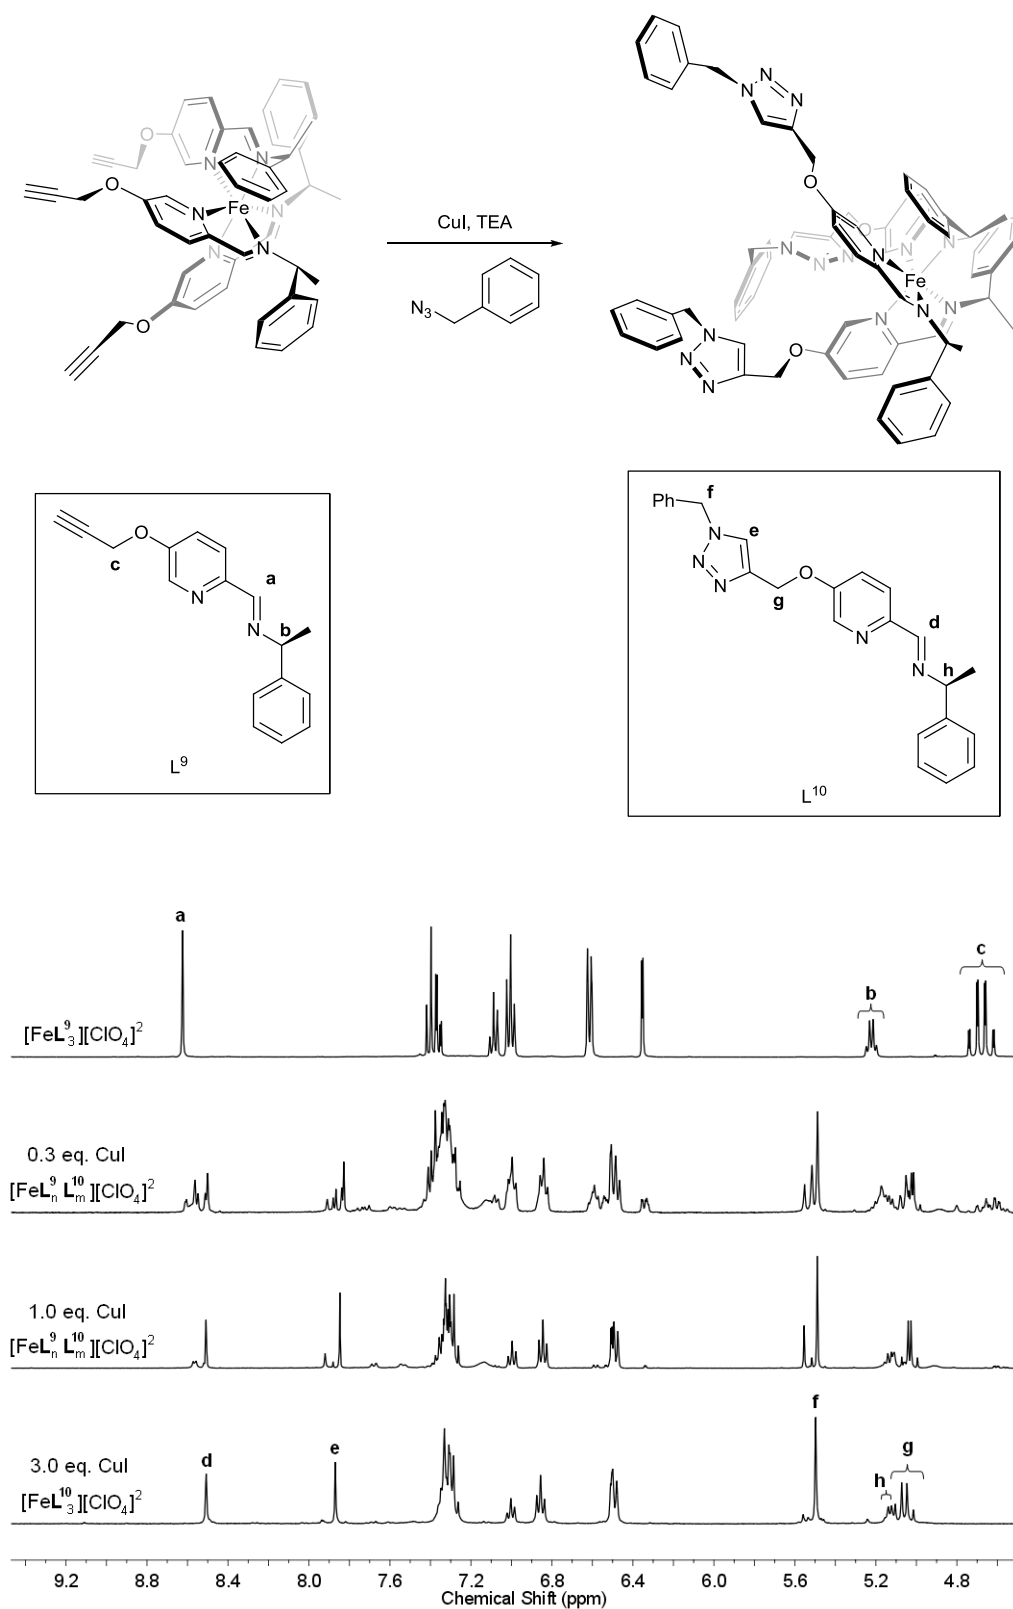 N
N
N
N
O
N
O
N
N
Fe
N
N
N
N
O
CuI, TEA
N₃
O
O
N
N
N
N
N
Fe
N
N
N
N
N
O
N
N
c
O
N
a
N
b
L⁹
Ph
f
N
e
N
N
g
O
N
d
N
h
L¹⁰
a
b
c
[FeL⁹₃][ClO₄]²
0.3 eq. CuI
[FeL⁹ₙL¹⁰ₘ][ClO₄]²
1.0 eq. CuI
[FeL⁹ₙL¹⁰ₘ][ClO₄]²
3.0 eq. CuI
[FeL¹⁰₃][ClO₄]²
d
e
f
h
g
9.2 8.8 8.4 8.0 7.6 7.2 6.8 6.4 6.0 5.6 5.2 4.8
Chemical Shift (ppm)